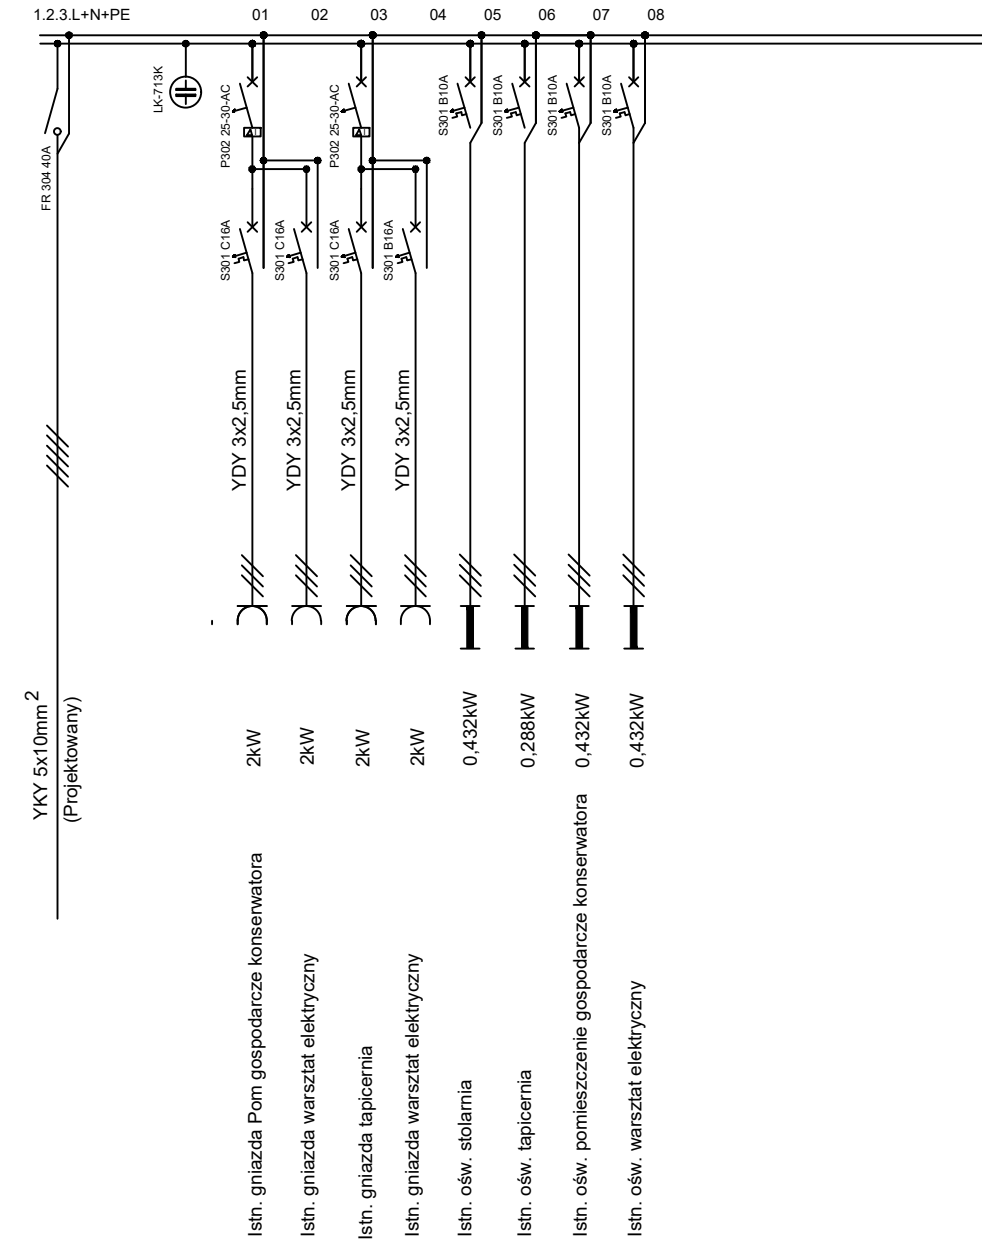 1.2.3.L+N+PE
01
02
03
04
05
06
07
08
FR 304 40A
LK-713K
P302 25-30-AC
P302 25-30-AC
S301 B10A
S301 B10A
S301 B10A
S301 B10A
S301 C16A
S301 C16A
S301 C16A
S301 B16A
YDY 3x2,5mm
YDY 3x2,5mm
YDY 3x2,5mm
YDY 3x2,5mm
YKY 5x10mm²
(Projektowany)
2kW
2kW
2kW
2kW
0,432kW
0,288kW
0,432kW
0,432kW
Istn. gniazda Pom gospodarcze konserwatora
Istn. gniazda warsztat elektryczny
Istn. gniazda tapicernia
Istn. gniazda warsztat elektryczny
Istn. ośw. stolarnia
Istn. ośw. tapicernia
Istn. ośw. pomieszczenie gospodarcze konserwatora
Istn. ośw. warsztat elektryczny